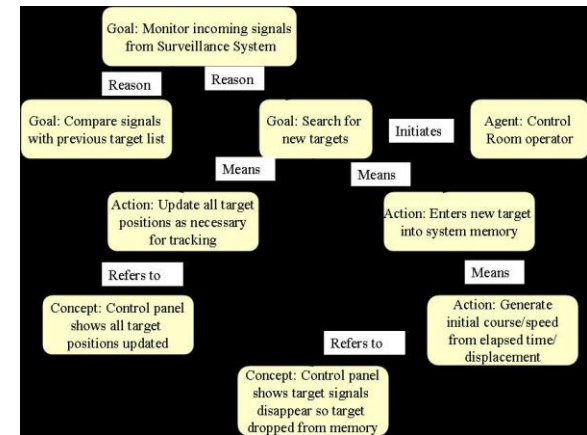 Goal: Monitor incoming signals
from Surveillance System
Reason
Reason
Goal: Compare signals
with previous target list
Goal: Search for
new targets
Initiates
Agent: Control
Room operator
Means
Means
Action: Update all target
positions as necessary
for tracking
Action: Enters new target
into system memory
Refers to
Means
Concept: Control panel
shows all target
positions updated
Action: Generate
initial course/speed
from elapsed time/
displacement
Refers to
Concept: Control panel
shows target signals
disappear so target
dropped from memory